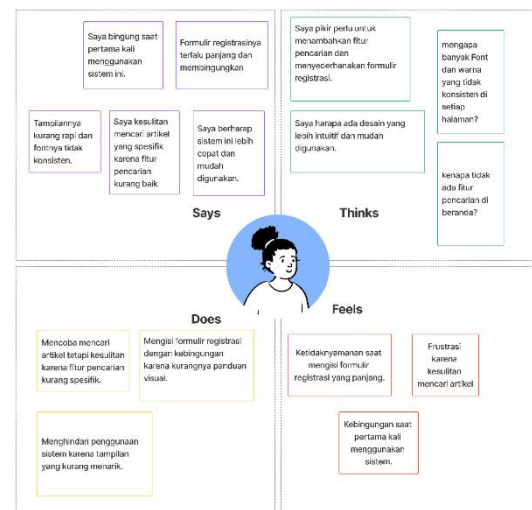 Saya bingung saat
pertama kali
menggunakan
sistem ini.
Formulir registrasinya
terlalu panjang dan
membingungkan
Tampilannya
kurang rapi dan
fontnya tidak
konsisten.
Saya kesulitan
mencari artikel
yang spesifik
karena fitur
pencarian
kurang baik
Saya berharap
sistem ini lebih
cepat dan
mudah
digunakan.
Says
Saya pikir perlu untuk
menambahkan fitur
pencarian dan
menyederhanakan formulir
registrasi.
mengapa
banyak Font
dan warna
yang tidak
konsisten di
setiap
halaman?
Saya harapa ada desain yang
lebih intuitif dan mudah
digunakan.
kenapa tidak
ada fitur
pencarian di
beranda?
Thinks
Does
Mencoba mencari
artikel tetapi kesulitan
karena fitur pencarian
kurang spesifik.
Mengisi formulir registrasi
dengan kebingungan
karena kurangnya panduan
visual.
Menghindari penggunaan
sistem karena tampilan
yang kurang menarik.
Feels
Ketidaknyamanan saat
mengisi formulir
registrasi yang panjang.
Frustrasi
karena
kesulitan
mencari artikel
Kebingungan saat
pertama kali
menggunakan
sistem.